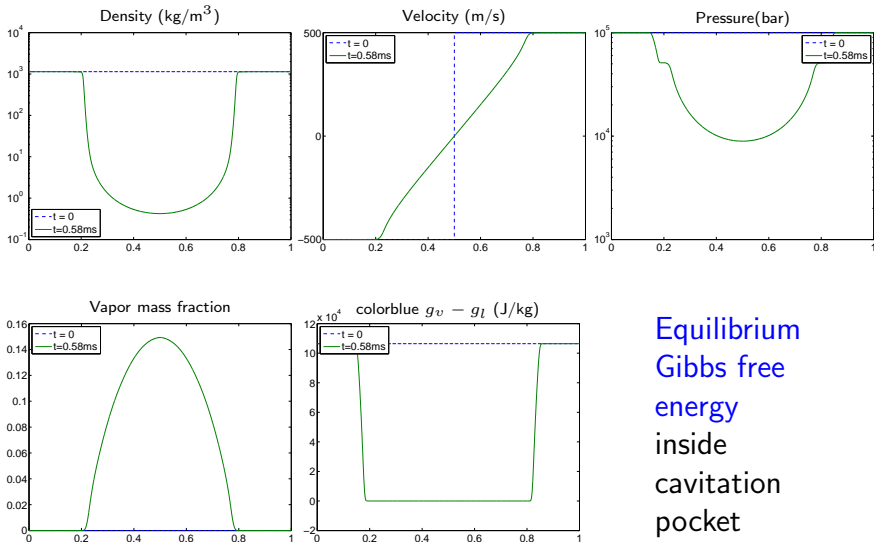 Density (kg/m³)
10⁴
10³
10²
10¹
10⁰
10⁻¹
0 0.2 0.4 0.6 0.8 1
t = 0
t=0.58ms
Velocity (m/s)
500
0
−500
0 0.2 0.4 0.6 0.8 1
t = 0
t=0.58ms
Pressure(bar)
10⁵
10⁴
10³
0 0.2 0.4 0.6 0.8 1
t = 0
t=0.58ms
Vapor mass fraction
0.16
0.14
0.12
0.1
0.08
0.06
0.04
0.02
0
0 0.2 0.4 0.6 0.8 1
t = 0
t=0.58ms
colorblue gᵥ − gₗ (J/kg)
x 10⁴
12
10
8
6
4
2
0
−2
0 0.2 0.4 0.6 0.8 1
t = 0
t=0.58ms
Equilibrium
Gibbs free
energy
inside
cavitation
pocket